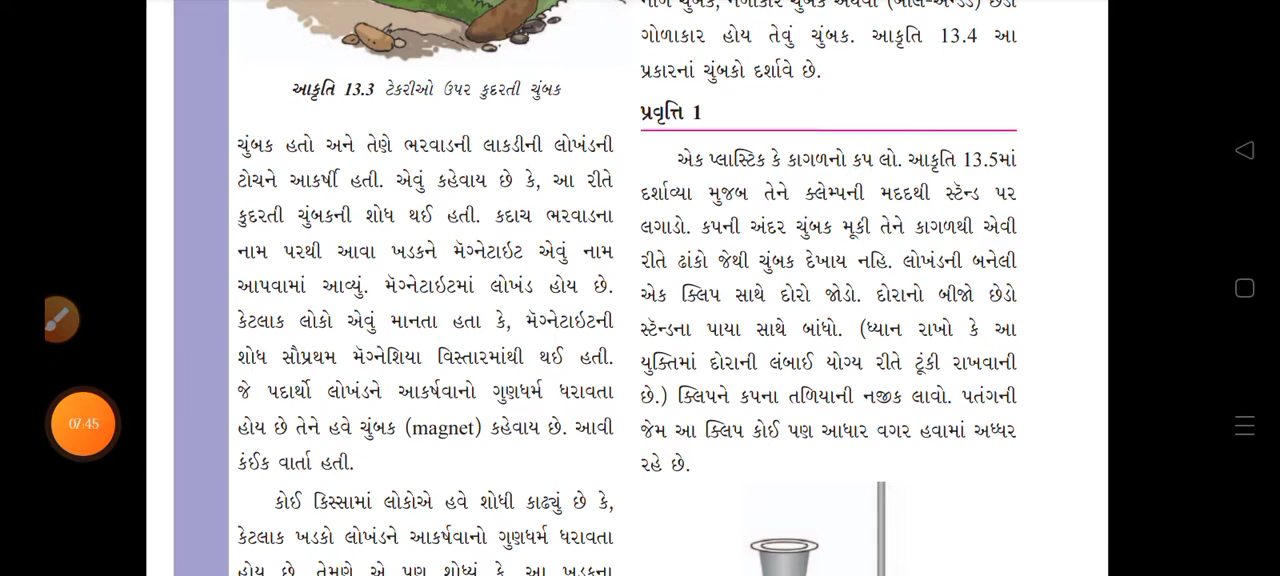 આકૃતિ 13.3 ટેકરીઓ ઉપર કુદરતી ચુંબક
ચુંબક હતો અને તેણે ભરવાડની લાકડીની લોખંડની
ટોચને આકર્ષી હતી. એવું કહેવાય છે કે, આ રીતે
કુદરતી ચુંબકની શોધ થઈ હતી. કદાચ ભરવાડના
નામ પરથી આવા ખડકને મૅગ્નેટાઇટ એવું નામ
આપવામાં આવ્યું. મૅગ્નેટાઇટમાં લોખંડ હોય છે.
કેટલાક લોકો એવું માનતા હતા કે, મૅગ્નેટાઇટની
શોધ સૌપ્રથમ મૅગ્નેશિયા વિસ્તારમાંથી થઈ હતી.
જે પદાર્થો લોખંડને આકર્ષવાનો ગુણધર્મ ધરાવતા
હોય છે તેને હવે ચુંબક (magnet) કહેવાય છે. આવી
કંઈક વાર્તા હતી.
કોઈ કિસ્સામાં લોકોએ હવે શોધી કાઢ્યું છે કે,
કેટલાક ખડકો લોખંડને આકર્ષવાનો ગુણધર્મ ધરાવતા
હોય છે. તેમણે એ પણ શોધ્યું કે, આ ખડકના
ગોળાકાર હોય તેવું ચુંબક. આકૃતિ 13.4 આ
પ્રકારનાં ચુંબકો દર્શાવે છે.
પ્રવૃત્તિ 1
એક પ્લાસ્ટિક કે કાગળનો કપ લો. આકૃતિ 13.5માં
દર્શાવ્યા મુજબ તેને ક્લેમ્પની મદદથી સ્ટૅન્ડ પર
લગાડો. કપની અંદર ચુંબક મૂકી તેને કાગળથી એવી
રીતે ઢાંકો જેથી ચુંબક દેખાય નહિ. લોખંડની બનેલી
એક ક્લિપ સાથે દોરો જોડો. દોરાનો બીજો છેડો
સ્ટૅન્ડના પાયા સાથે બાંધો. (ધ્યાન રાખો કે આ
યુક્તિમાં દોરાની લંબાઈ યોગ્ય રીતે ટૂંકી રાખવાની
છે.) ક્લિપને કપના તળિયાની નજીક લાવો. પતંગની
જેમ આ ક્લિપ કોઈ પણ આધાર વગર હવામાં અધ્ધર
રહે છે.
07:45